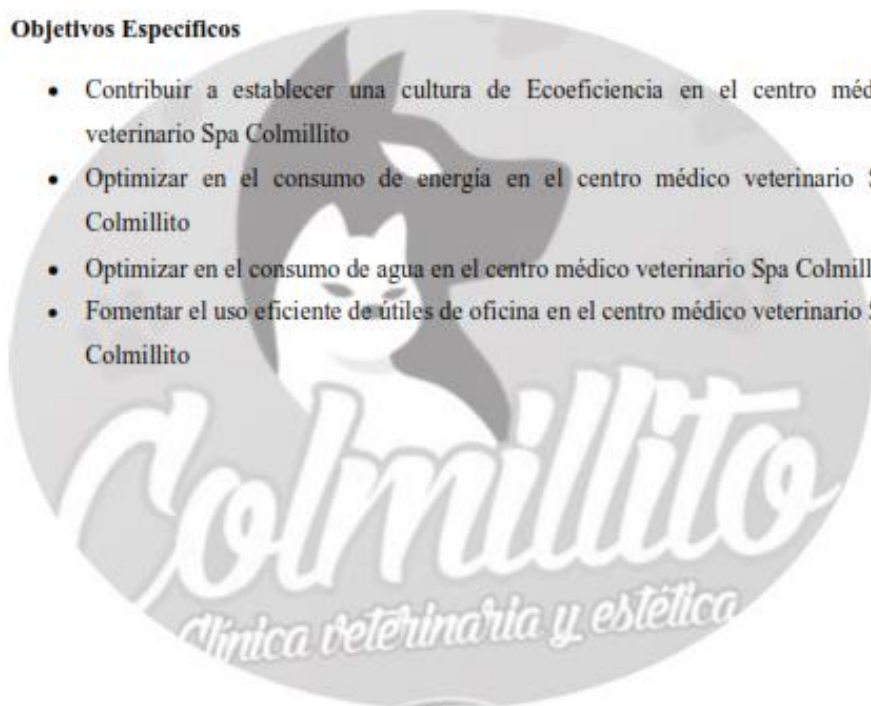 Objetivos Específicos
• Contribuir a establecer una cultura de Ecoeficiencia en el centro méd
veterinario Spa Colmillito
• Optimizar en el consumo de energía en el centro médico veterinario S
Colmillito
• Optimizar en el consumo de agua en el centro médico veterinario Spa Colmill
• Fomentar el uso eficiente de útiles de oficina en el centro médico veterinario S
Colmillito
Colmillito
Clínica veterinaria y estética